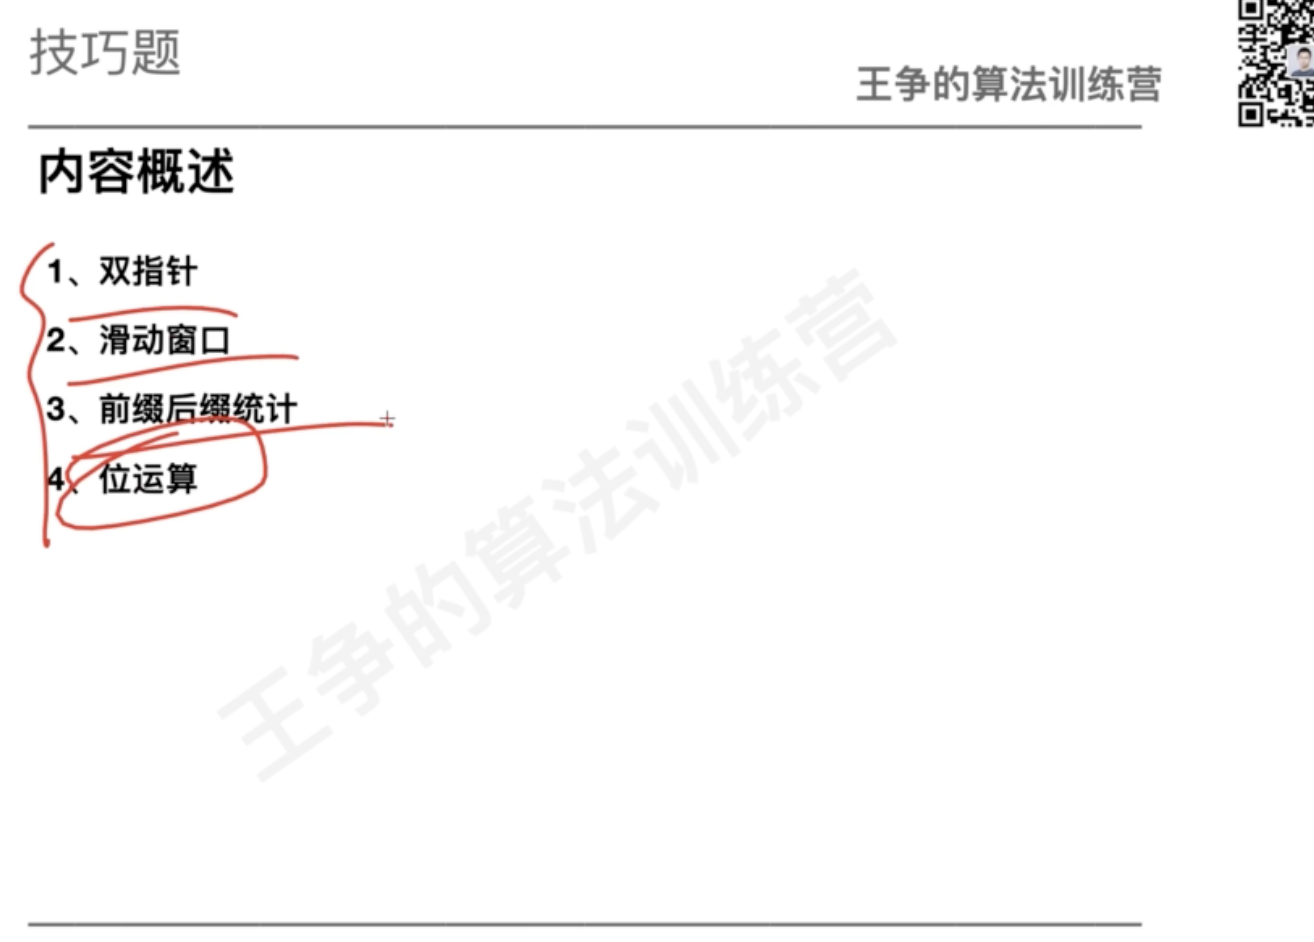 技巧题
王争的算法训练营
内容概述
1、双指针
2、滑动窗口
3、前缀后缀统计
4、位运算
王争的算法训练营